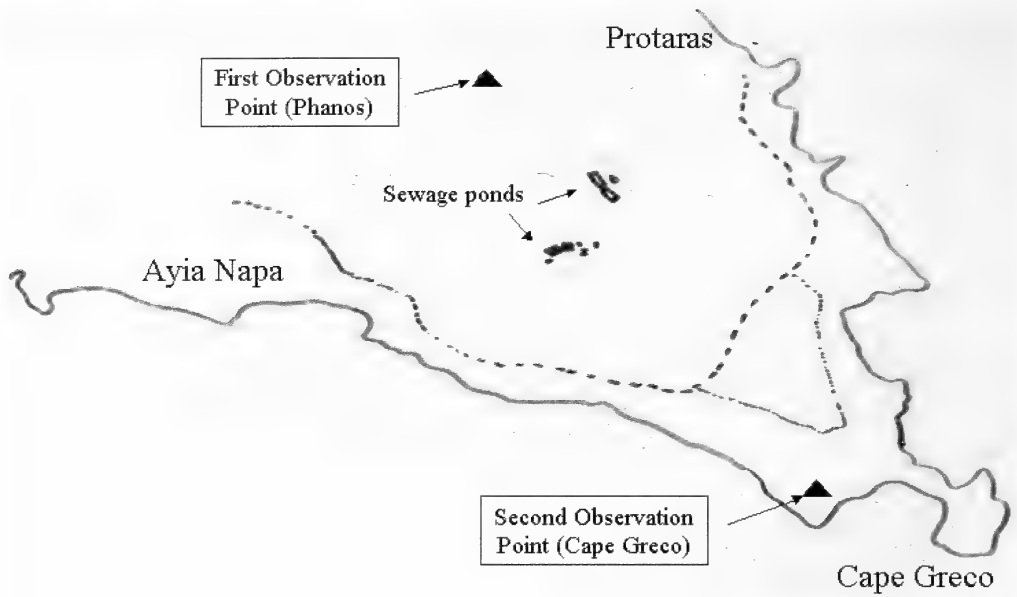 Protaras
First Observation
Point (Phanos)
Sewage ponds
Ayia Napa
Second Observation
Point (Cape Greco)
Cape Greco